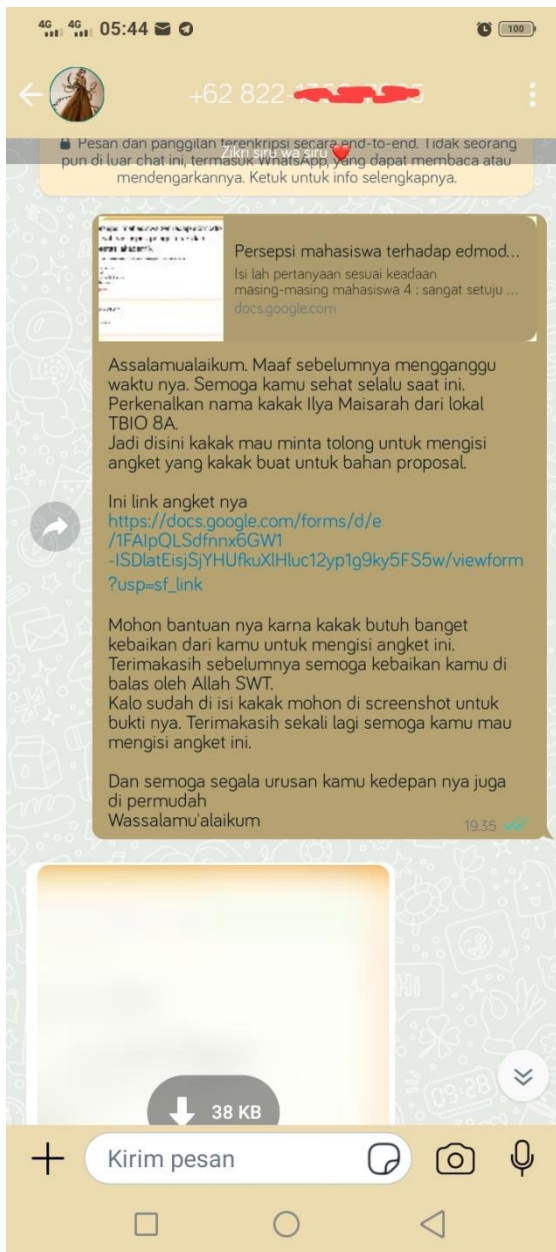 4G 4G 05:44 100
+62 822-
Pesan dan panggilan terenkripsi secara end-to-end. Tidak seorang
Zikri siru wa siru
pun di luar chat ini, termasuk WhatsApp, yang dapat membaca atau
mendengarkannya. Ketuk untuk info selengkapnya.
Persepsi mahasiswa terhadap edmod...
Isi lah pertanyaan sesuai keadaan
masing-masing mahasiswa 4 : sangat setuju ...
docs.google.com
Assalamualaikum. Maaf sebelumnya mengganggu
waktu nya. Semoga kamu sehat selalu saat ini.
Perkenalkan nama kakak Ilya Maisarah dari lokal
TBIO 8A.
Jadi disini kakak mau minta tolong untuk mengisi
angket yang kakak buat untuk bahan proposal.
Ini link angket nya
https://docs.google.com/forms/d/e
/1FAIpQLSdfnnx6GW1
-ISDlatEisjSjYHUfkuXlHluc12yp1g9ky5FS5w/viewform
?usp=sf_link
Mohon bantuan nya karna kakak butuh banget
kebaikan dari kamu untuk mengisi angket ini.
Terimakasih sebelumnya semoga kebaikan kamu di
balas oleh Allah SWT.
Kalo sudah di isi kakak mohon di screenshot untuk
bukti nya. Terimakasih sekali lagi semoga kamu mau
mengisi angket ini.
Dan semoga segala urusan kamu kedepan nya juga
di permudah
Wassalamu'alaikum
19.35
38 KB
Kirim pesan